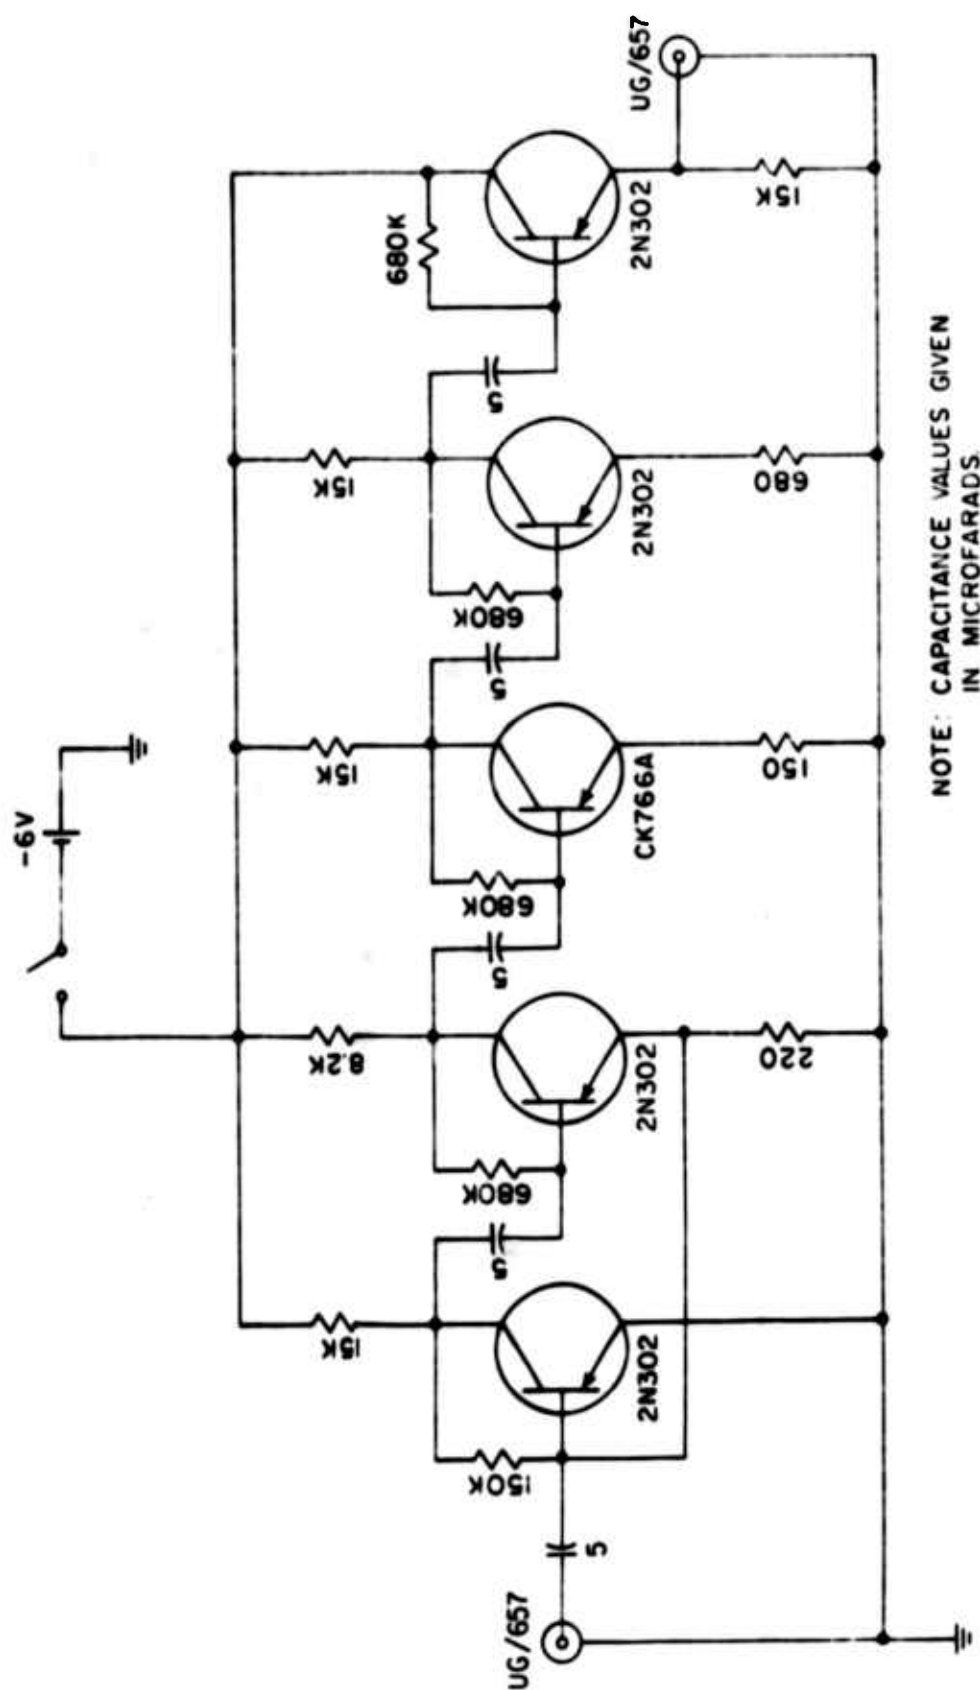 -6V
15K
8.2K
15K
15K
680K
150K
5
680K
5
680K
5
680K
5
UG/657
5
2N302
2N302
CK766A
2N302
2N302
UG/657
220
150
680
15K
NOTE: CAPACITANCE VALUES GIVEN
IN MICROFARADS.